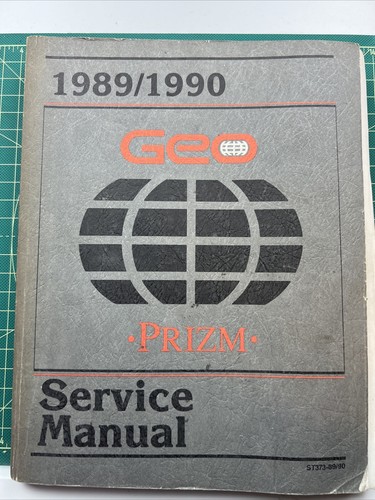 1989/1990
Geo
·PRIZM·
Service
Manual
ST373-89/90